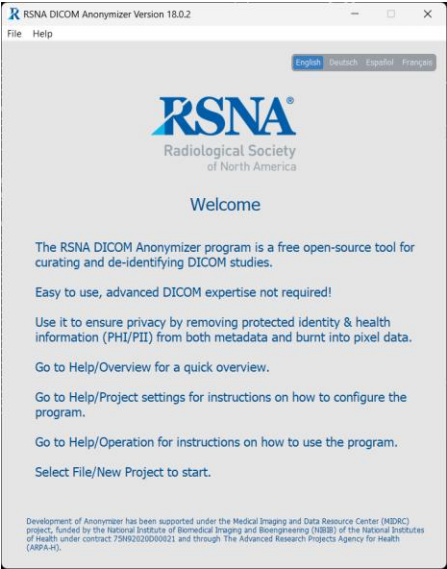 RSNA DICOM Anonymizer Version 18.0.2
File Help
English Deutsch Español Français
RSNA®
Radiological Society
of North America
Welcome
The RSNA DICOM Anonymizer program is a free open-source tool for
curating and de-identifying DICOM studies.
Easy to use, advanced DICOM expertise not required!
Use it to ensure privacy by removing protected identity & health
information (PHI/PII) from both metadata and burnt into pixel data.
Go to Help/Overview for a quick overview.
Go to Help/Project settings for instructions on how to configure the
program.
Go to Help/Operation for instructions on how to use the program.
Select File/New Project to start.
Development of Anonymizer has been supported under the Medical Imaging and Data Resource Center (MIDRC)
project, funded by the National Institute of Biomedical Imaging and Bioengineering (NIBIB) of the National Institutes
of Health under contract 75N92020D00021 and through The Advanced Research Projects Agency for Health
(ARPA-H).